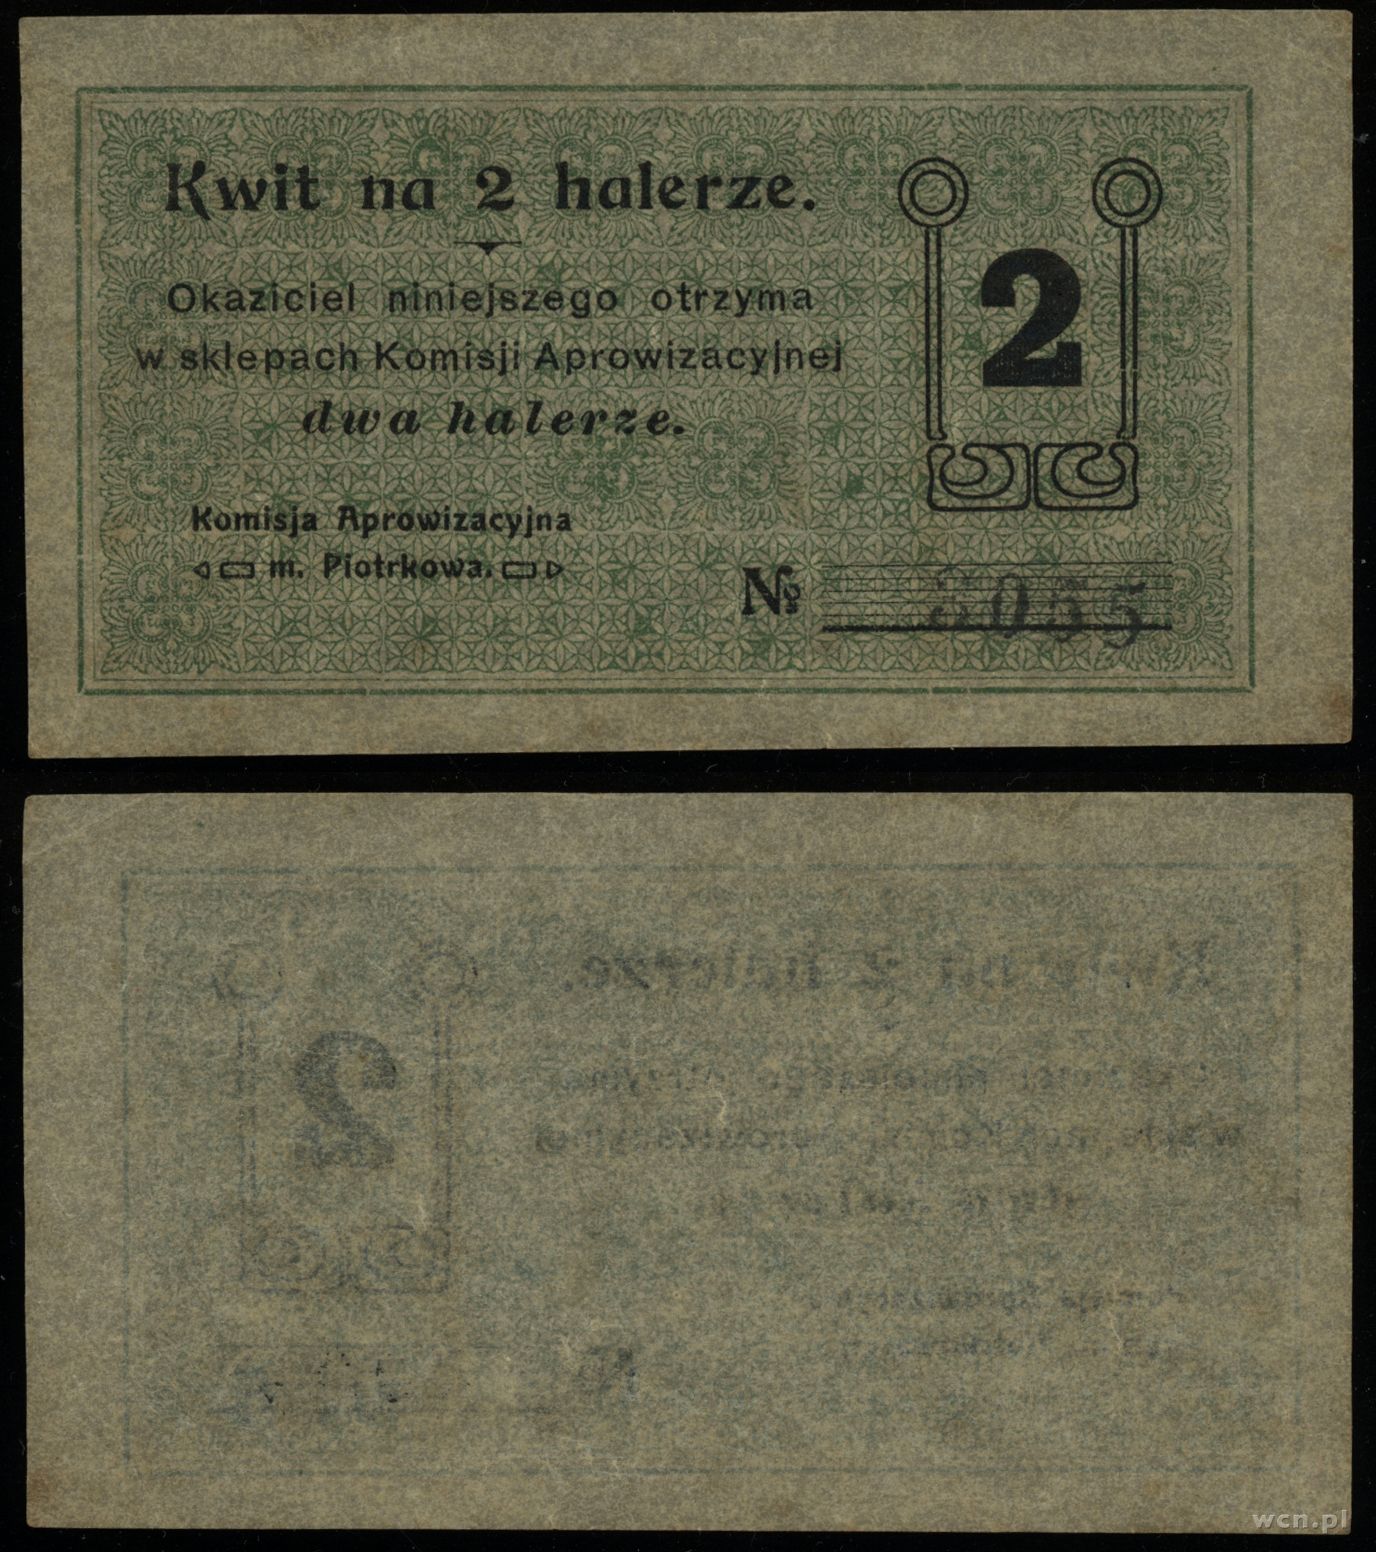 Kwit na 2 halerze.
Okaziciel niniejszego otrzyma
w sklepach Komisji Aprowizacyjnej
dwa halerze.
Komisja Aprowizacyjna
m. Piotrkowa.
2
№ 3055
wcn.pl